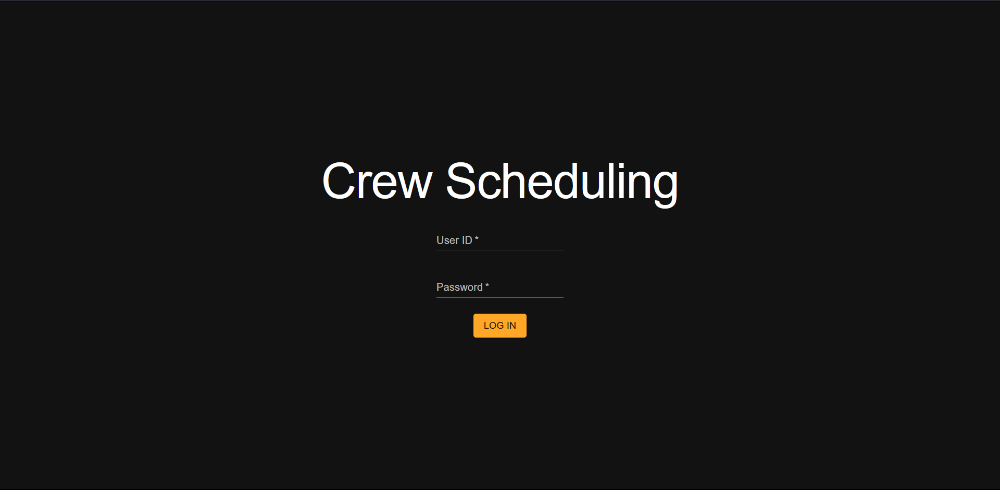 Crew Scheduling
User ID *
Password *
LOG IN